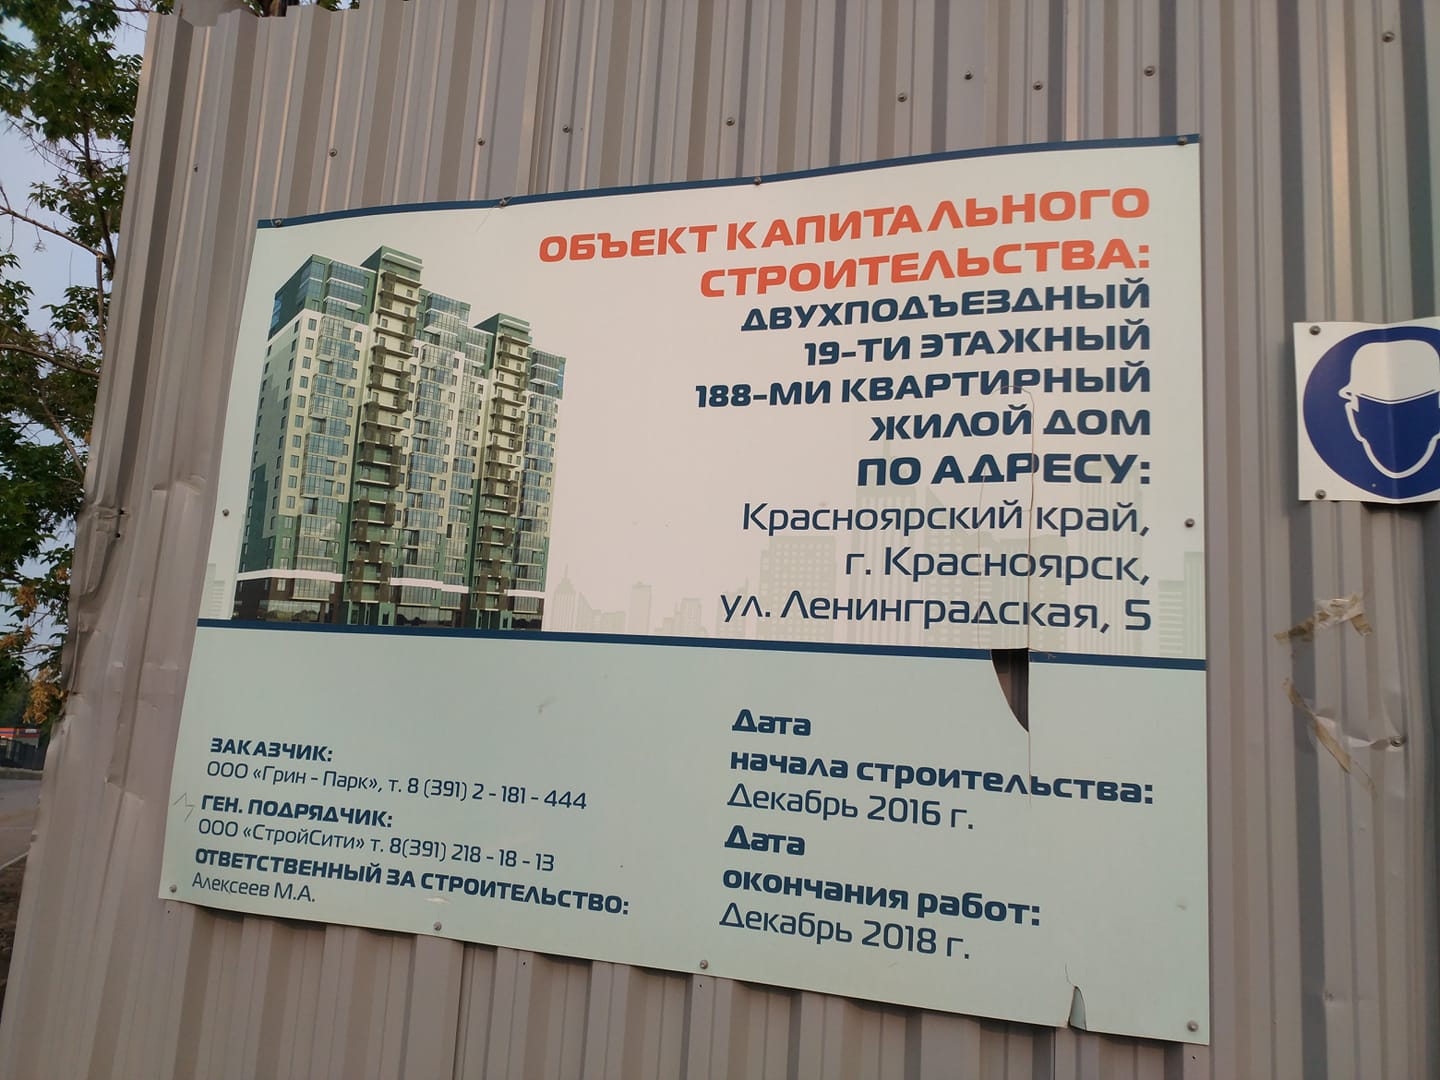 ОБЪЕКТ КАПИТАЛЬНОГО
СТРОИТЕЛЬСТВА:
ДВУХПОДЪЕЗДНЫЙ
19-ТИ ЭТАЖНЫЙ
188-МИ КВАРТИРНЫЙ
ЖИЛОЙ ДОМ
ПО АДРЕСУ:
Красноярский край,
г. Красноярск,
ул. Ленинградская, 5
ЗАКАЗЧИК:
ООО «Грин - Парк», т. 8 (391) 2 - 181 - 444
ГЕН. ПОДРЯДЧИК:
ООО «СтройСити» т. 8(391) 218 - 18 - 13
ОТВЕТСТВЕННЫЙ ЗА СТРОИТЕЛЬСТВО:
Алексеев М.А.
Дата
начала строительства:
Декабрь 2016 г.
Дата
окончания работ:
Декабрь 2018 г.